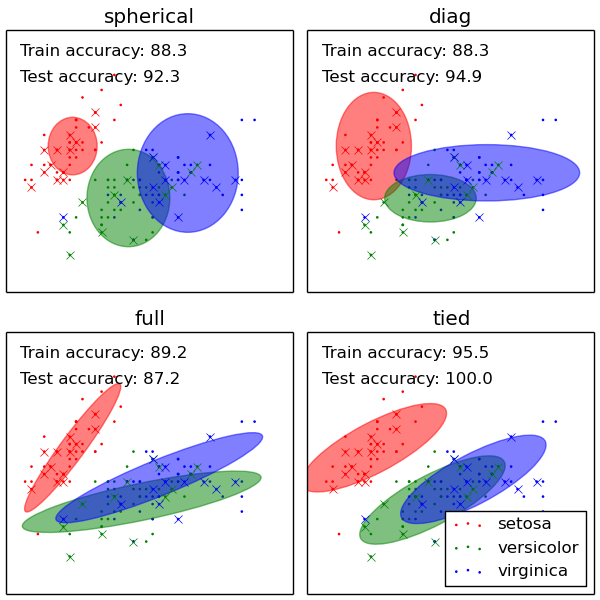 spherical
Train accuracy: 88.3
Test accuracy: 92.3
diag
Train accuracy: 88.3
Test accuracy: 94.9
full
Train accuracy: 89.2
Test accuracy: 87.2
tied
Train accuracy: 95.5
Test accuracy: 100.0
setosa
versicolor
virginica